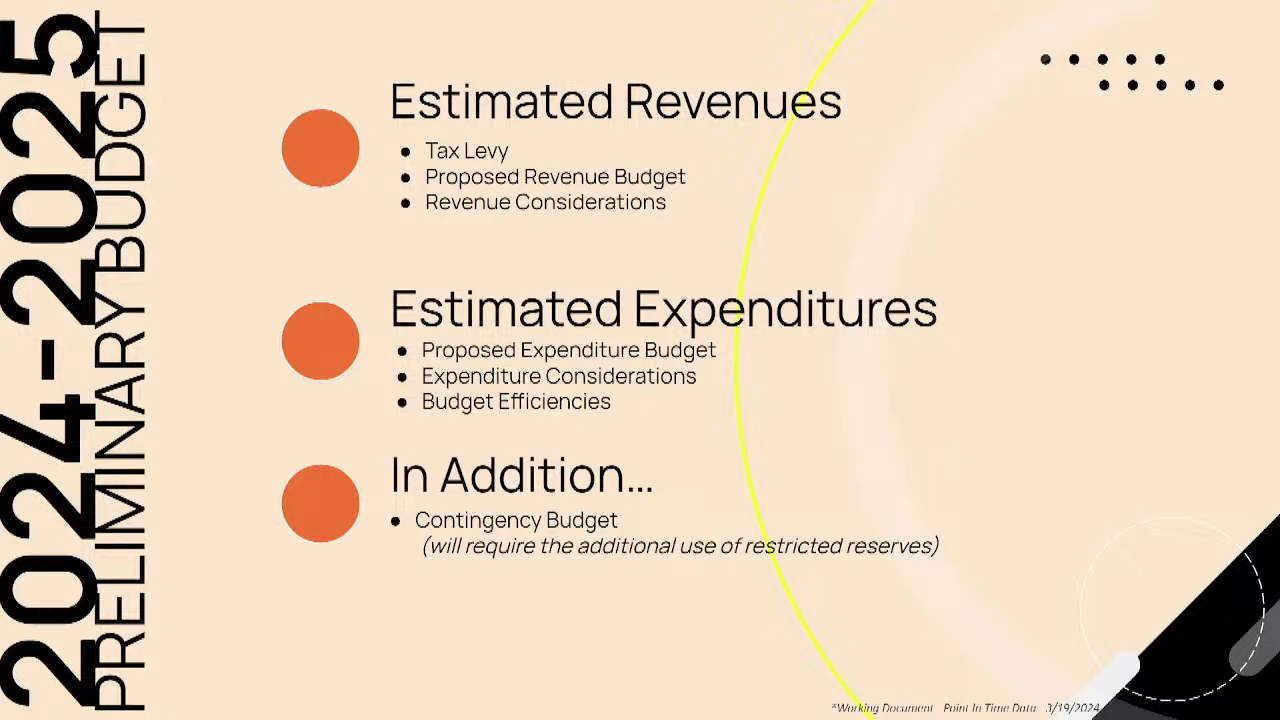 2024-2025
PRELIMINARY BUDGET
Estimated Revenues
● Tax Levy
● Proposed Revenue Budget
● Revenue Considerations
Estimated Expenditures
● Proposed Expenditure Budget
● Expenditure Considerations
● Budget Efficiencies
In Addition...
● Contingency Budget
(will require the additional use of restricted reserves)
*Working Document Point In Time Data 3/19/2024